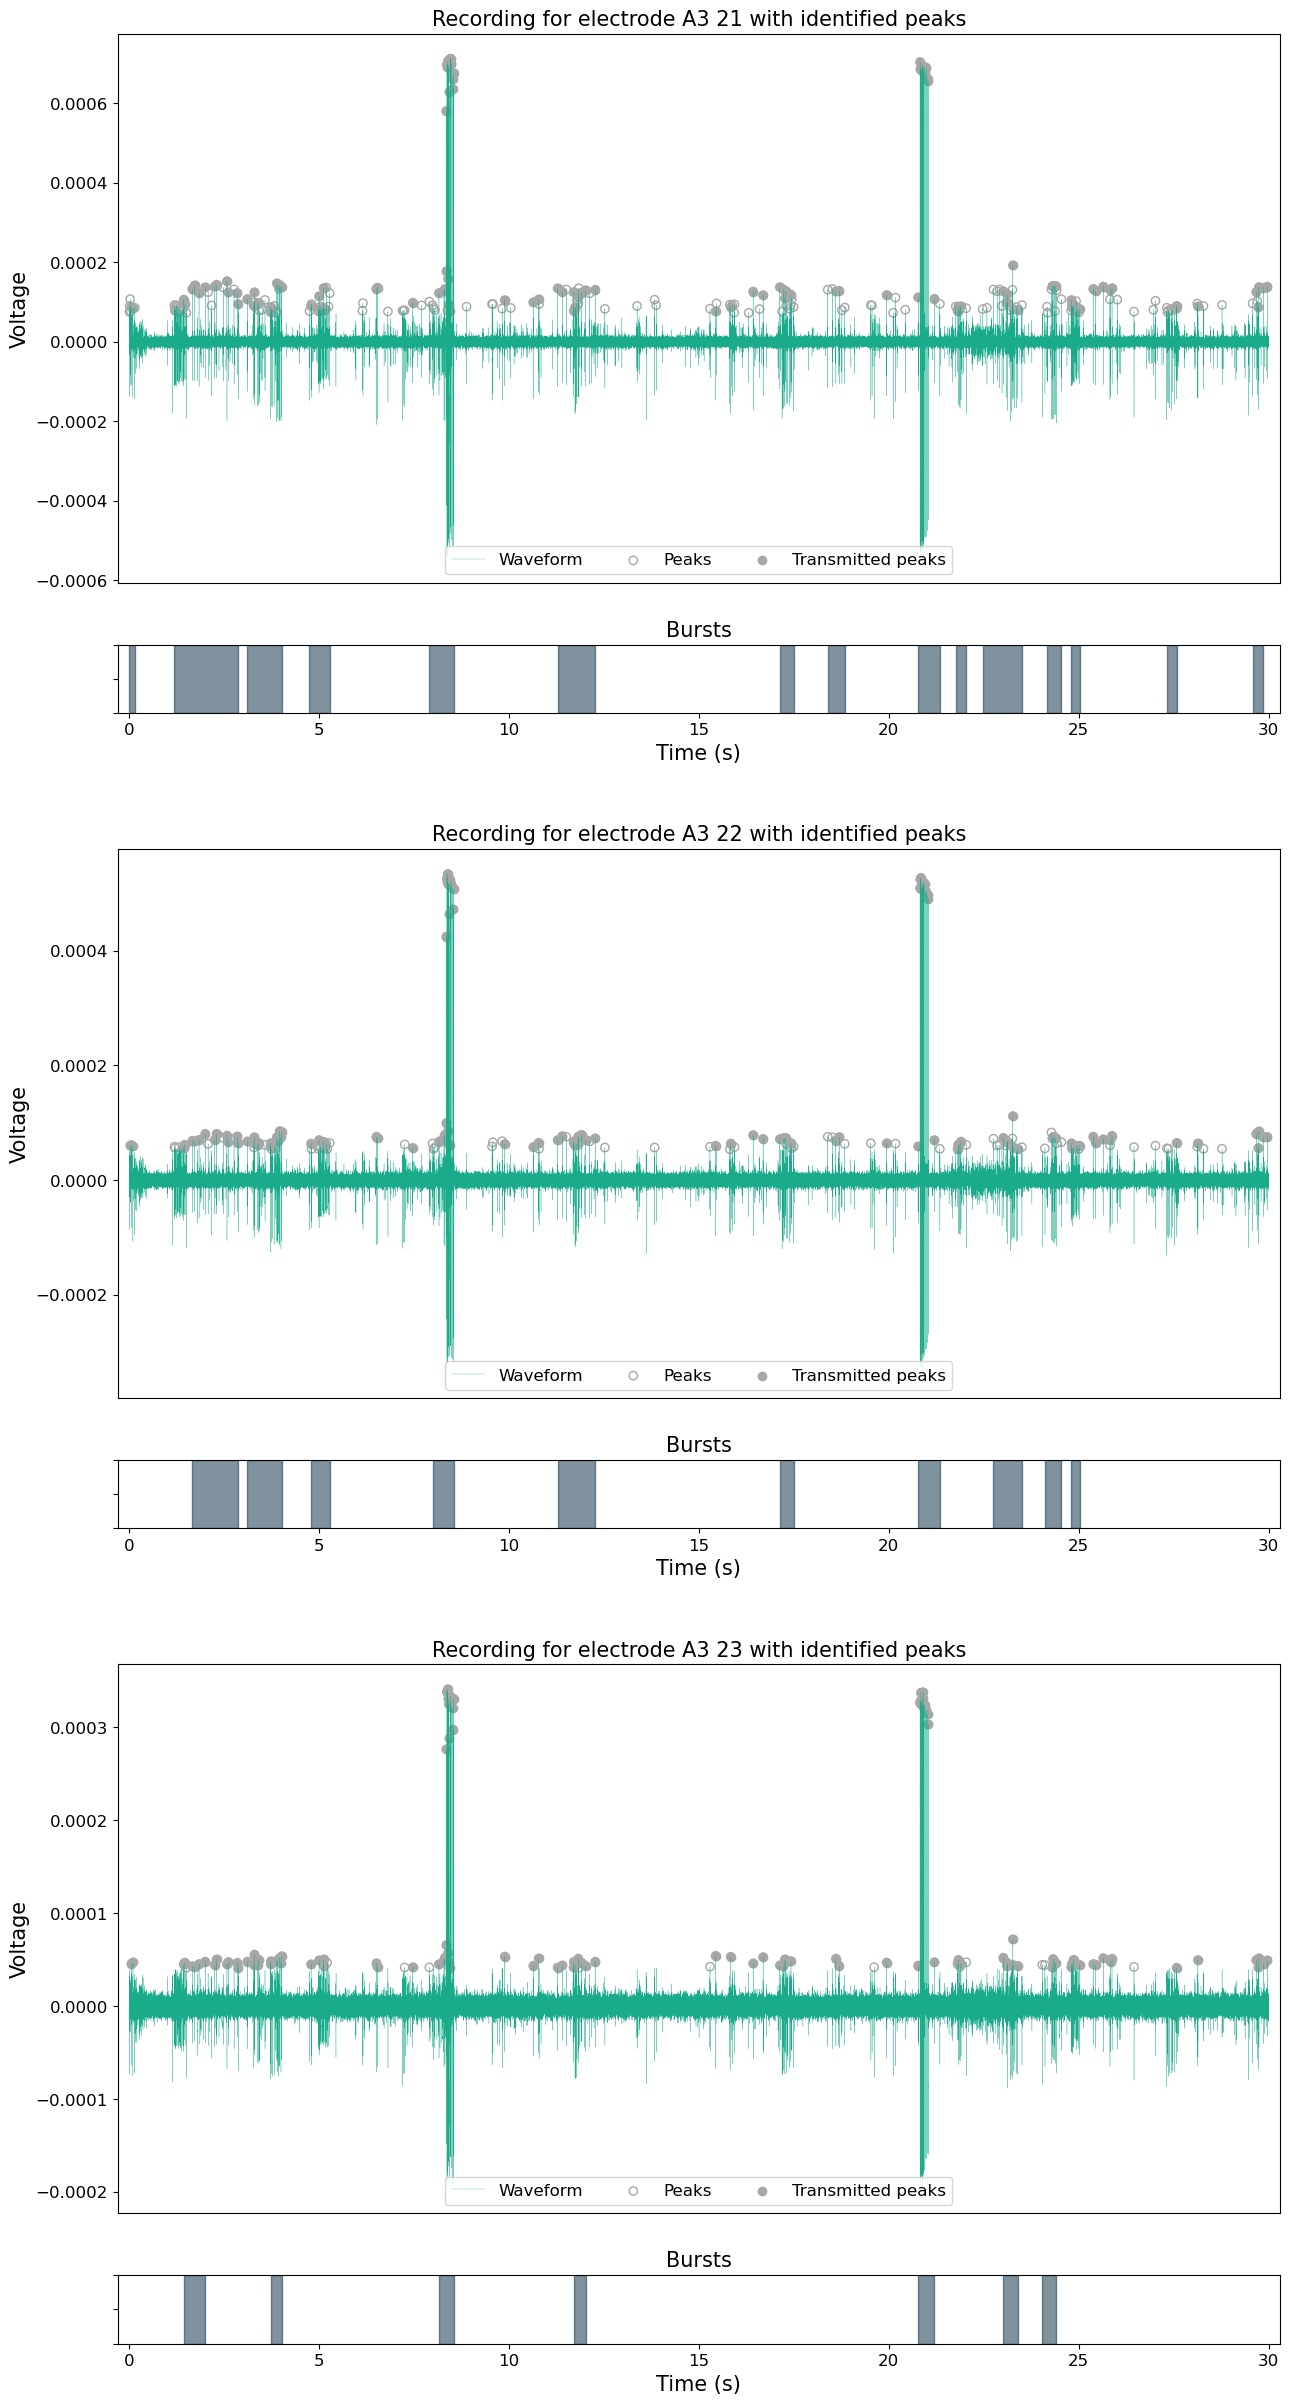 Recording for electrode A3 21 with identified peaks
Voltage
0.0006
0.0004
0.0002
0.0000
−0.0002
−0.0004
−0.0006
Waveform Peaks Transmitted peaks
Bursts
0 5 10 15 20 25 30
Time (s)
Recording for electrode A3 22 with identified peaks
Voltage
0.0004
0.0002
0.0000
−0.0002
Waveform Peaks Transmitted peaks
Bursts
0 5 10 15 20 25 30
Time (s)
Recording for electrode A3 23 with identified peaks
Voltage
0.0003
0.0002
0.0001
0.0000
−0.0001
−0.0002
Waveform Peaks Transmitted peaks
Bursts
0 5 10 15 20 25 30
Time (s)